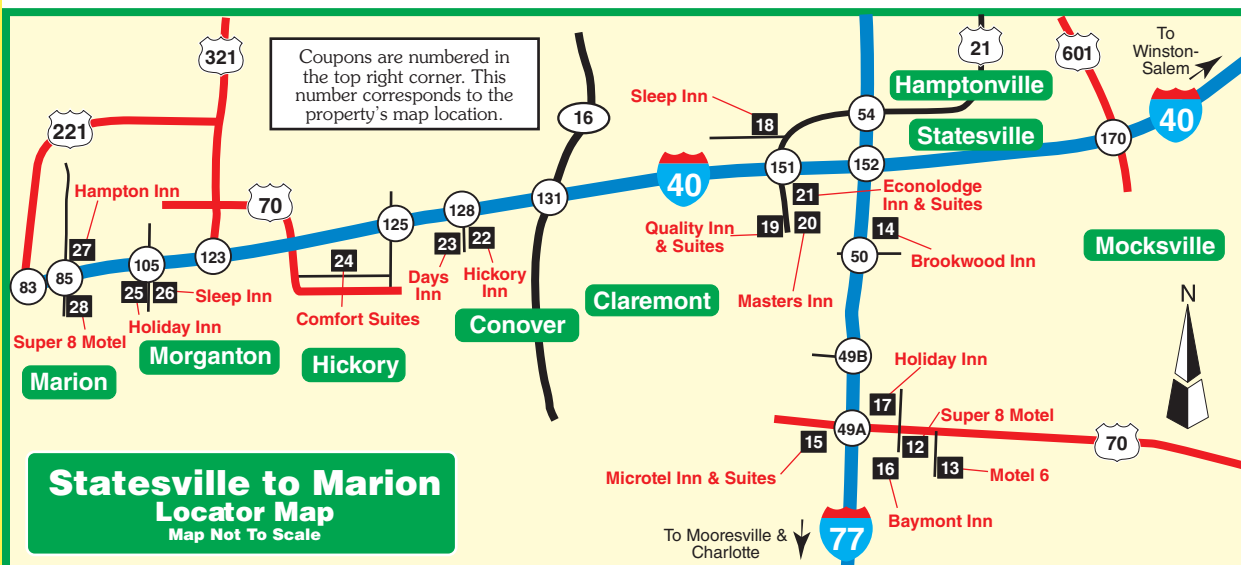 321
Coupons are numbered in
the top right corner. This
number corresponds to the
property's map location.
16
21
601
To
Winston-
Salem
40
221
Sleep Inn
18
54
Hamptonville
Statesville
170
151
152
Hampton Inn
70
40
21
Econolodge
Inn & Suites
131
128
125
27
Quality Inn
& Suites
19
20
14
Mocksville
83
85
105
123
24
23
22
50
Brookwood Inn
28
25
26
Sleep Inn
Days
Inn
Hickory
Inn
Claremont
Masters Inn
N
Super 8 Motel
Holiday Inn
Comfort Suites
Conover
Marion
Morganton
Hickory
49B
Holiday Inn
17
Super 8 Motel
49A
15
12
70
16
13
Motel 6
Microtel Inn & Suites
Baymont Inn
Statesville to Marion
Locator Map
Map Not To Scale
To Mooresville &
Charlotte
77